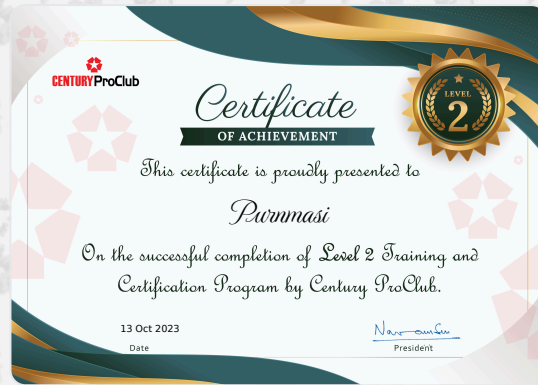 CENTURY ProClub
Certificate
OF ACHIEVEMENT
LEVEL
2
This certificate is proudly presented to
Purnmasi
On the successful completion of Level 2 Training and
Certification Program by Century ProClub.
13 Oct 2023
Date
President